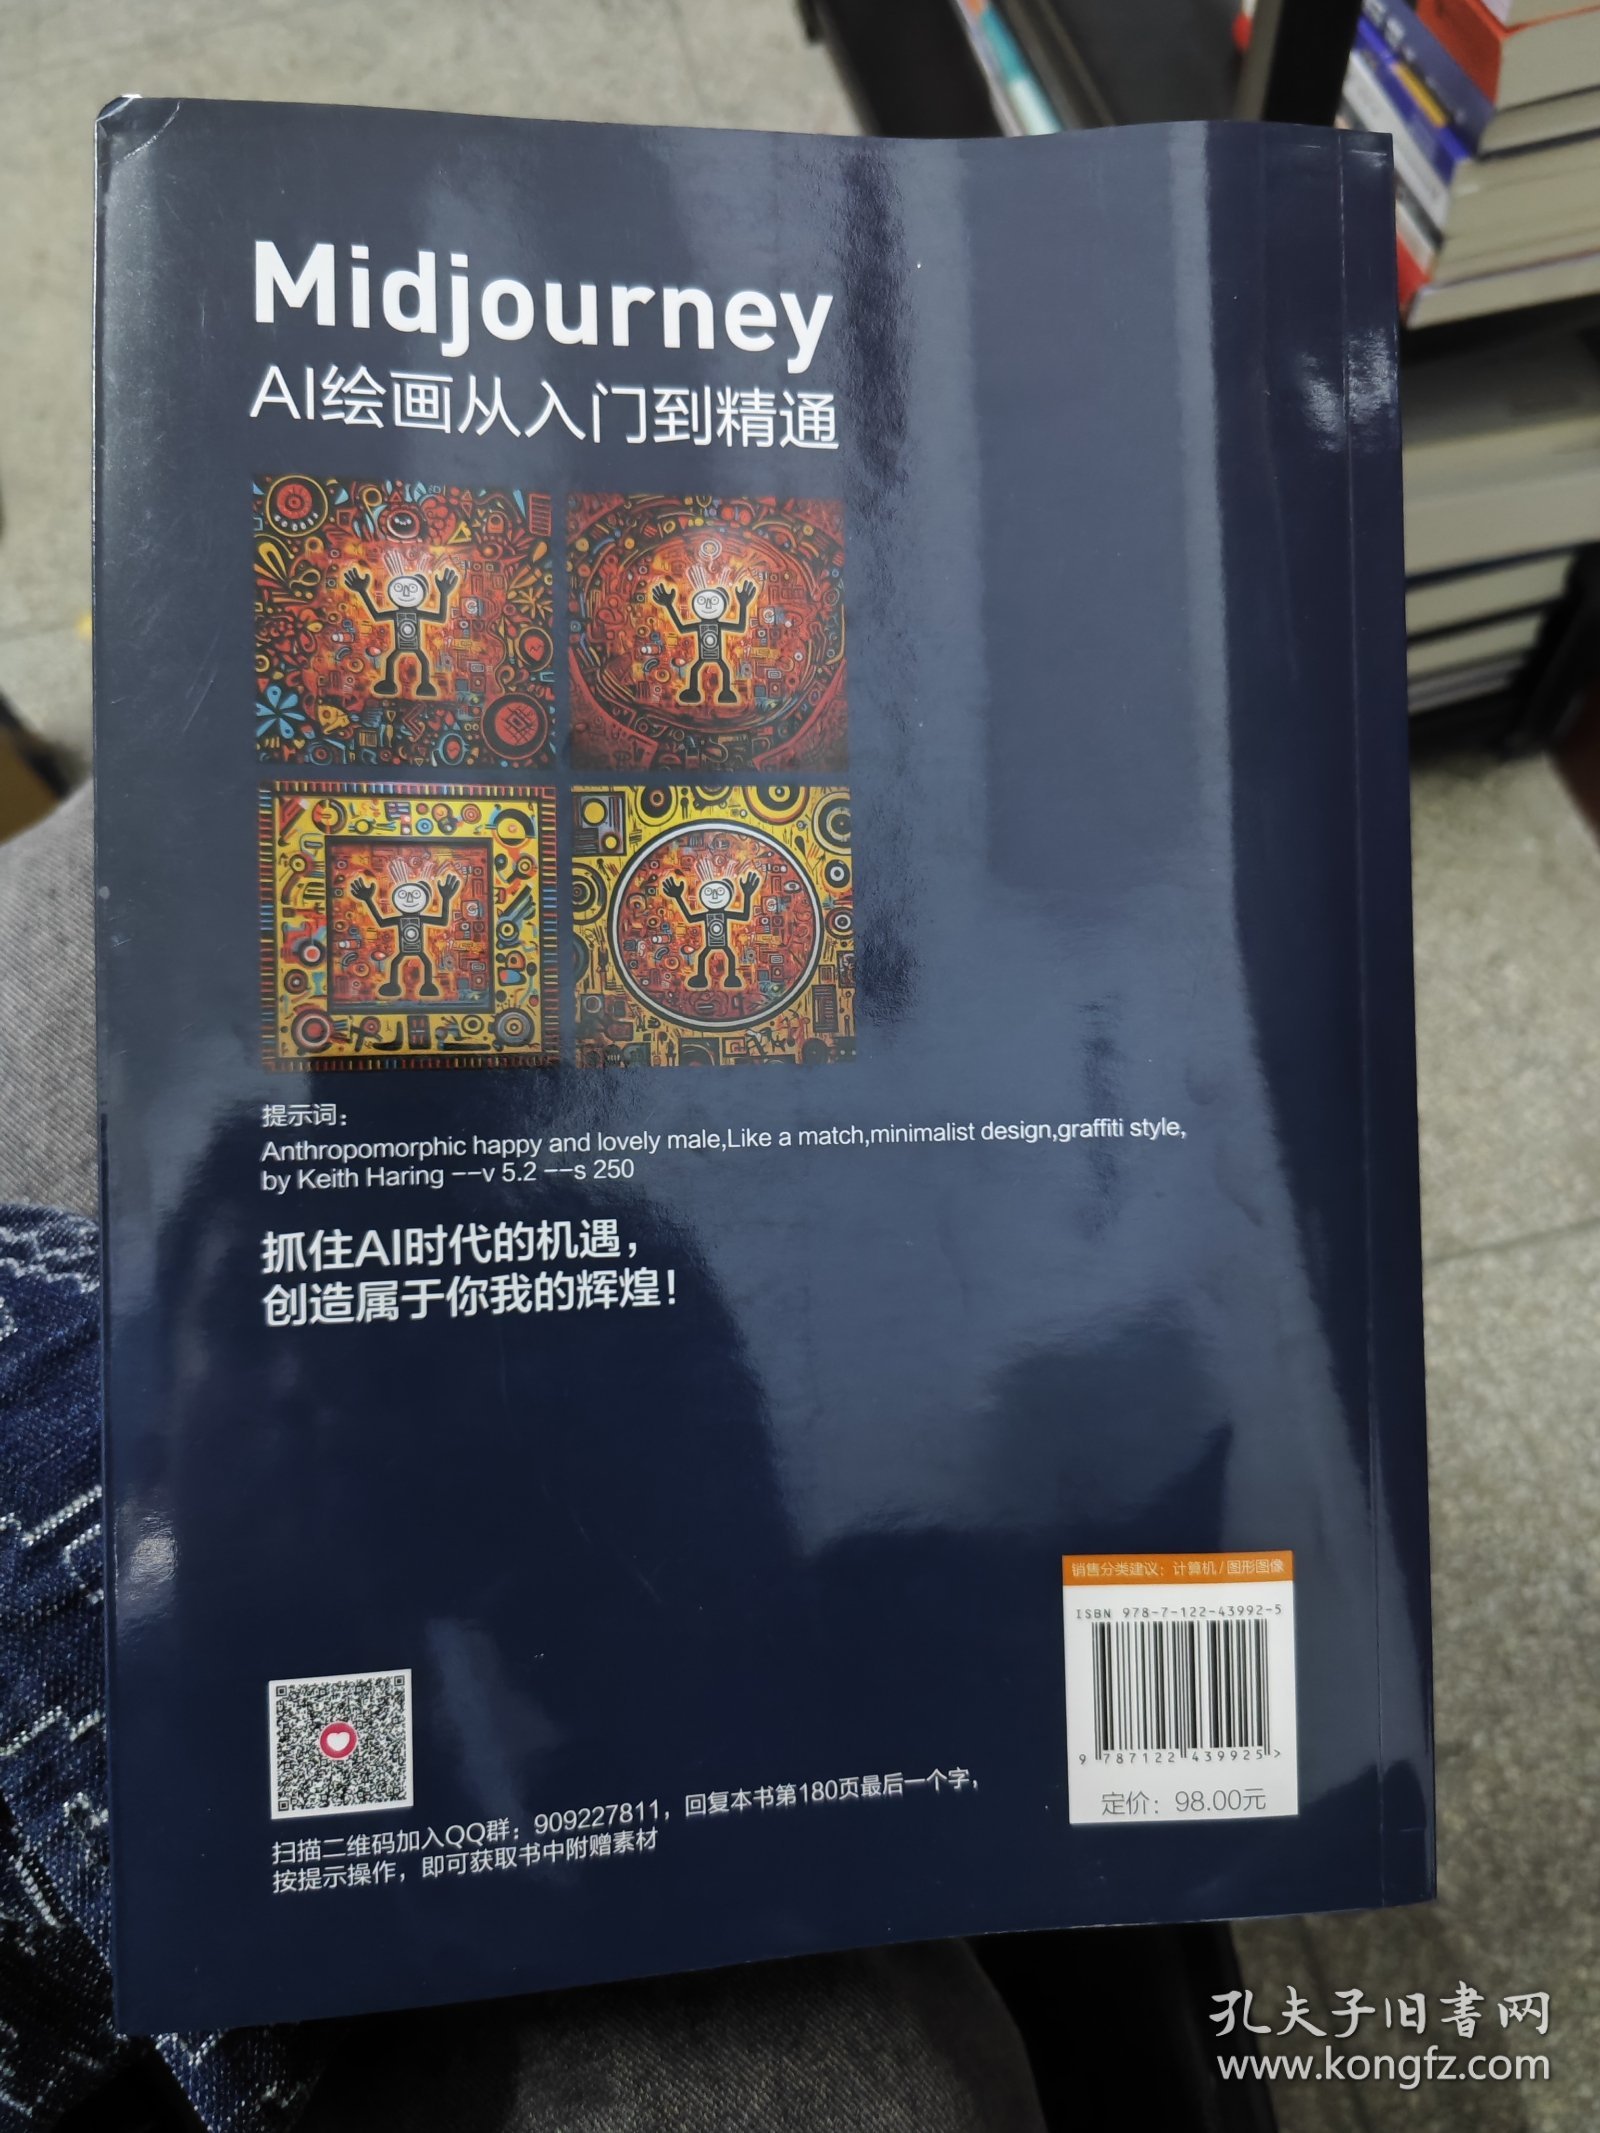 Midjourney
AI绘画从入门到精通
提示词：
Anthropomorphic happy and lovely male,Like a match,minimalist design,graffiti style,
by Keith Haring --v 5.2 --s 250
抓住AI时代的机遇，
创造属于你我的辉煌！
销售分类建议：计算机/图形图像
ISBN 978-7-122-43992-5
9 787122 439925 >
定价：98.00元
扫描二维码加入QQ群：909227811，回复本书第180页最后一个字，
按提示操作，即可获取书中附赠素材
孔夫子旧书网
www.kongfz.com